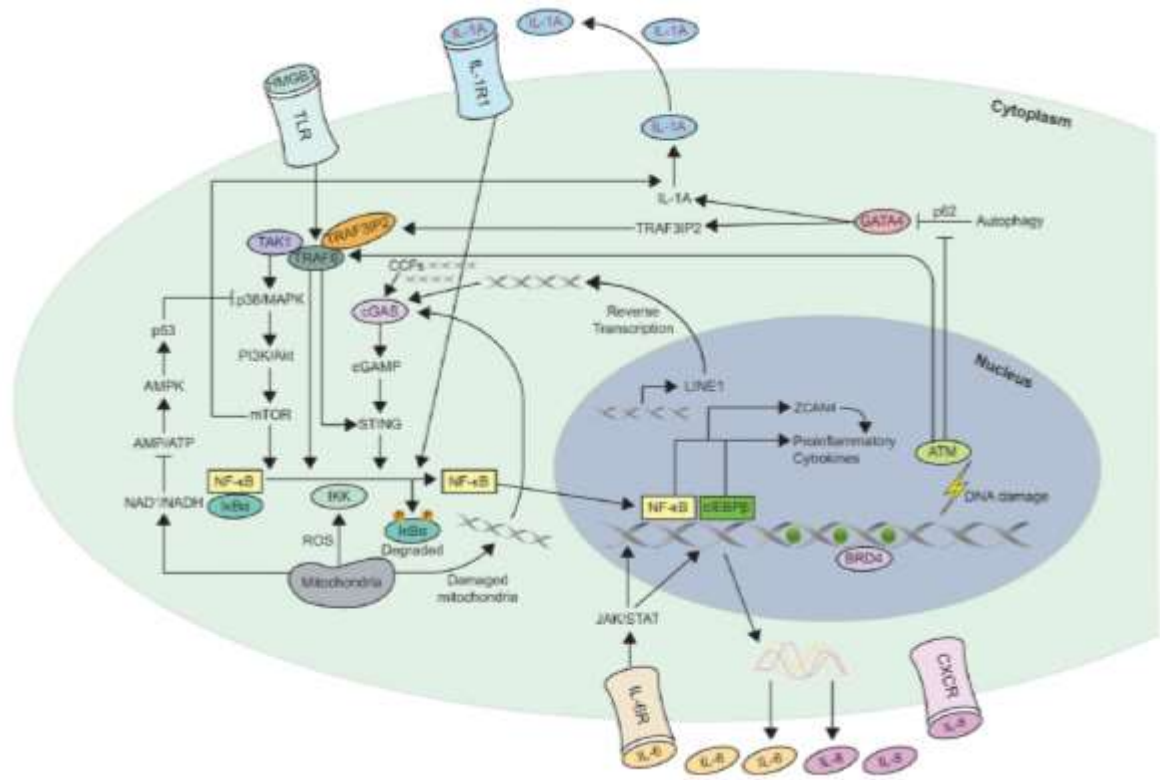 IL-1A
IL-1A
IL-1A
IL-1R1
HMGB
TLR
Cytoplasm
IL-1A
IL-1A
GATA4
p62
Autophagy
TRAF3IP2
TRAF3IP2
TAK1
TRAF6
CCFs
p38/MAPK
cGAS
Reverse
Transcription
p53
PI3K/Akt
cGAMP
Nucleus
AMPK
LINE1
mTOR
STING
ZCAN4
AMP/ATP
Proinflammatory
Cytrokines
ATM
NF-κB
IKK
NF-κB
NAD⁺/NADH
IκBα
NF-κB
c/EBPβ
DNA damage
ROS
IκBα
Degraded
BRD4
Mitochondria
Damaged
mitochondria
JAK/STAT
IL-6R
CXCR
IL-6
IL-6
IL-6
IL-8
IL-8
IL-8